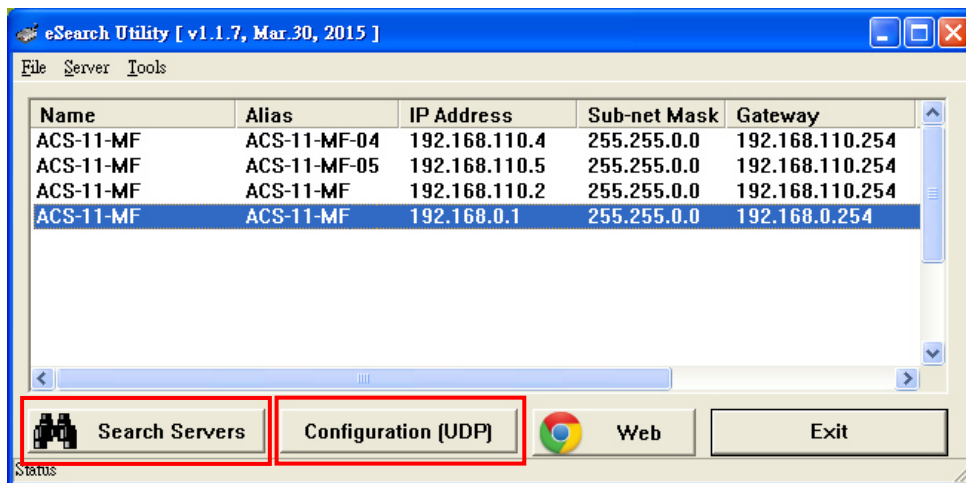 eSearch Utility [ v1.1.7, Mar.30, 2015 ]
File Server Tools
Name Alias IP Address Sub-net Mask Gateway
ACS-11-MF ACS-11-MF-04 192.168.110.4 255.255.0.0 192.168.110.254
ACS-11-MF ACS-11-MF-05 192.168.110.5 255.255.0.0 192.168.110.254
ACS-11-MF ACS-11-MF 192.168.110.2 255.255.0.0 192.168.110.254
ACS-11-MF ACS-11-MF 192.168.0.1 255.255.0.0 192.168.0.254
Search Servers Configuration (UDP) Web Exit
Status